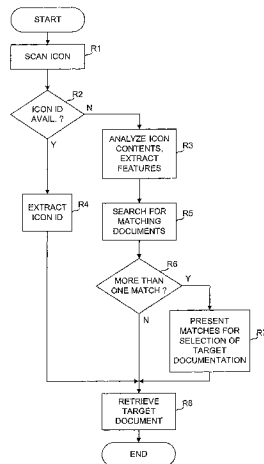 START
R1
SCAN ICON
R2
ICON ID
AVAIL. ?
N
Y
ANALYZE ICON
CONTENTS,
EXTRACT
FEATURES
R3
EXTRACT
ICON ID
R4
SEARCH FOR
MATCHING
DOCUMENTS
R5
R6
MORE THAN
ONE MATCH ?
Y
N
PRESENT
MATCHES FOR
SELECTION OF
TARGET
DOCUMENTATION
RETRIEVE
TARGET
DOCUMENT
R8
END